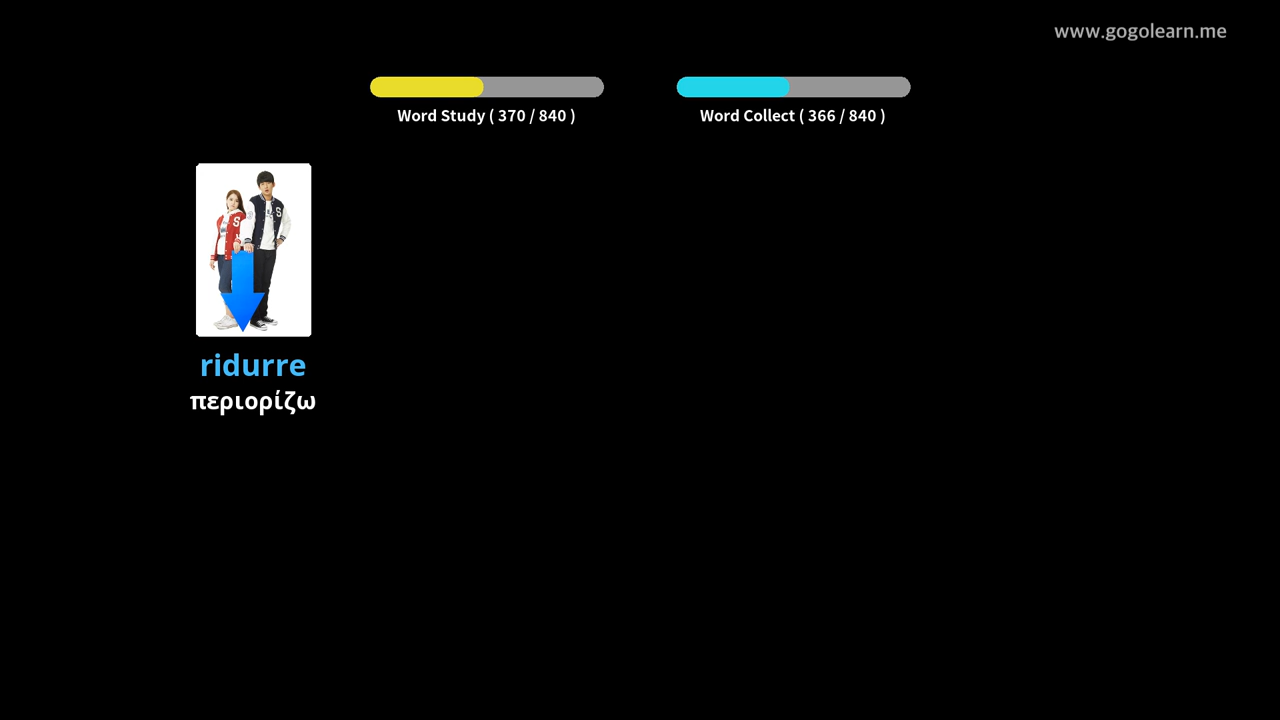 www.gogolearn.me
Word Study ( 370 / 840 )
Word Collect ( 366 / 840 )
S
S
ridurre
περιορίζω